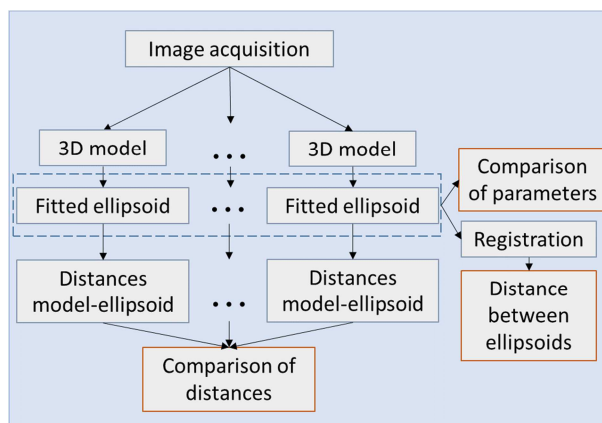 Image acquisition
3D model
...
3D model
Fitted ellipsoid
...
Fitted ellipsoid
Comparison
of parameters
Registration
Distances
model-ellipsoid
...
Distances
model-ellipsoid
Distance
between
ellipsoids
Comparison of
distances